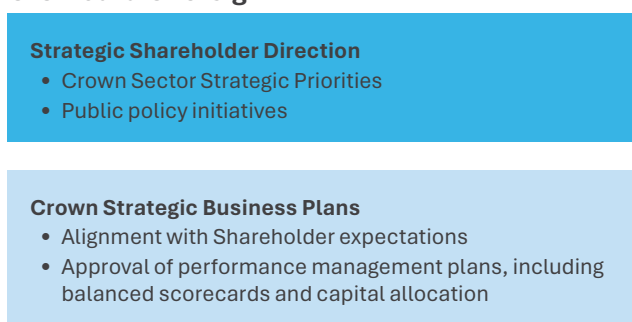 Strategic Shareholder Direction
• Crown Sector Strategic Priorities
• Public policy initiatives
Crown Strategic Business Plans
• Alignment with Shareholder expectations
• Approval of performance management plans, including
balanced scorecards and capital allocation